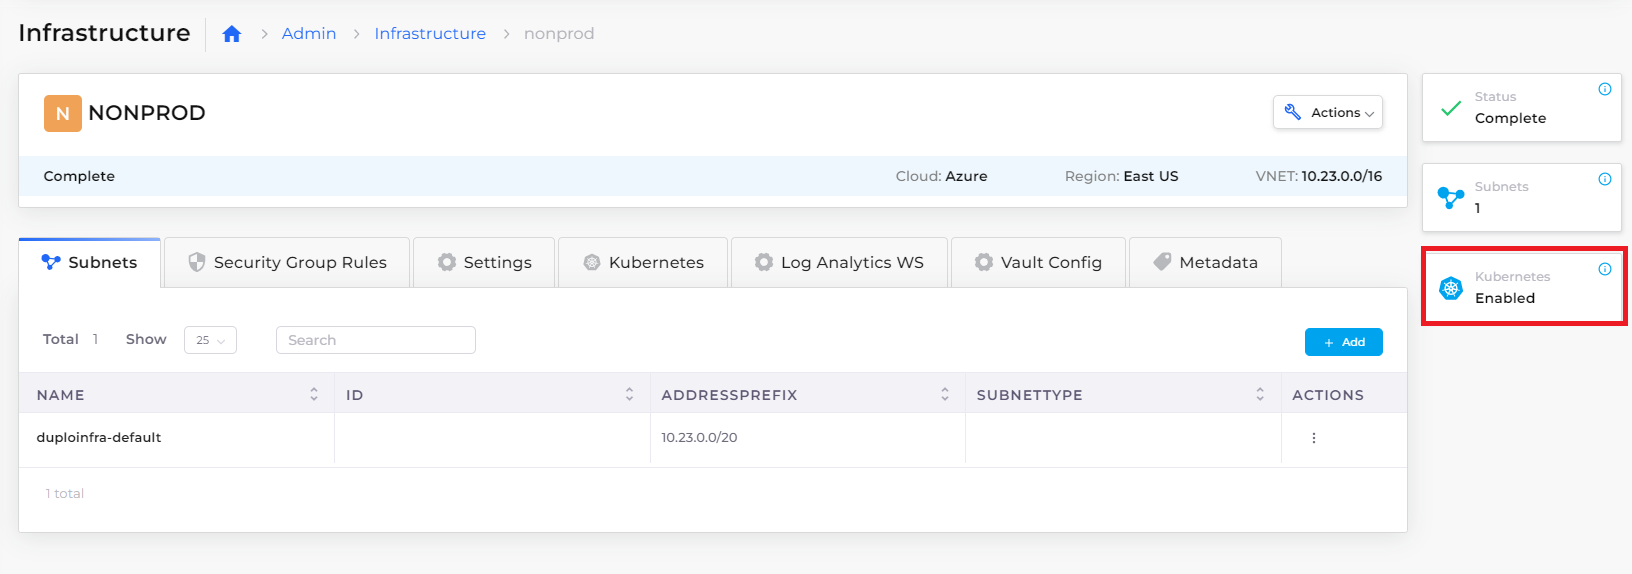 Infrastructure > Admin > Infrastructure > nonprod
N NONPROD
Actions
Complete Cloud: Azure Region: East US VNET: 10.23.0.0/16
Status
Complete
Subnets
1
Kubernetes
Enabled
Subnets Security Group Rules Settings Kubernetes Log Analytics WS Vault Config Metadata
Total 1 Show 25 Search + Add
NAME ID ADDRESSPREFIX SUBNETTYPE ACTIONS
duploinfra-default 10.23.0.0/20
1 total